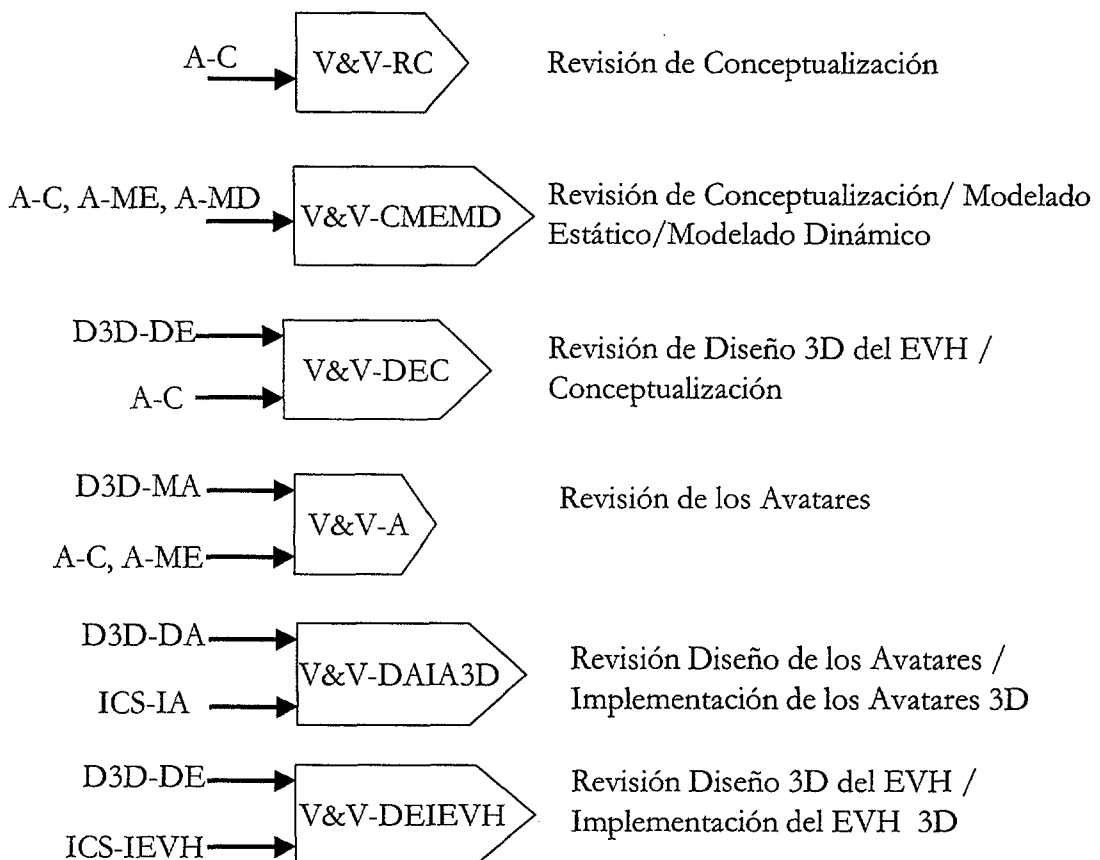 A-C
V&V-RC
Revisión de Conceptualización
A-C, A-ME, A-MD
V&V-CMEMD
Revisión de Conceptualización/ Modelado
Estático/Modelado Dinámico
D3D-DE
A-C
V&V-DEC
Revisión de Diseño 3D del EVH /
Conceptualización
D3D-MA
A-C, A-ME
V&V-A
Revisión de los Avatares
D3D-DA
ICS-IA
V&V-DAIA3D
Revisión Diseño de los Avatares /
Implementación de los Avatares 3D
D3D-DE
ICS-IEVH
V&V-DEIEVH
Revisión Diseño 3D del EVH /
Implementación del EVH 3D